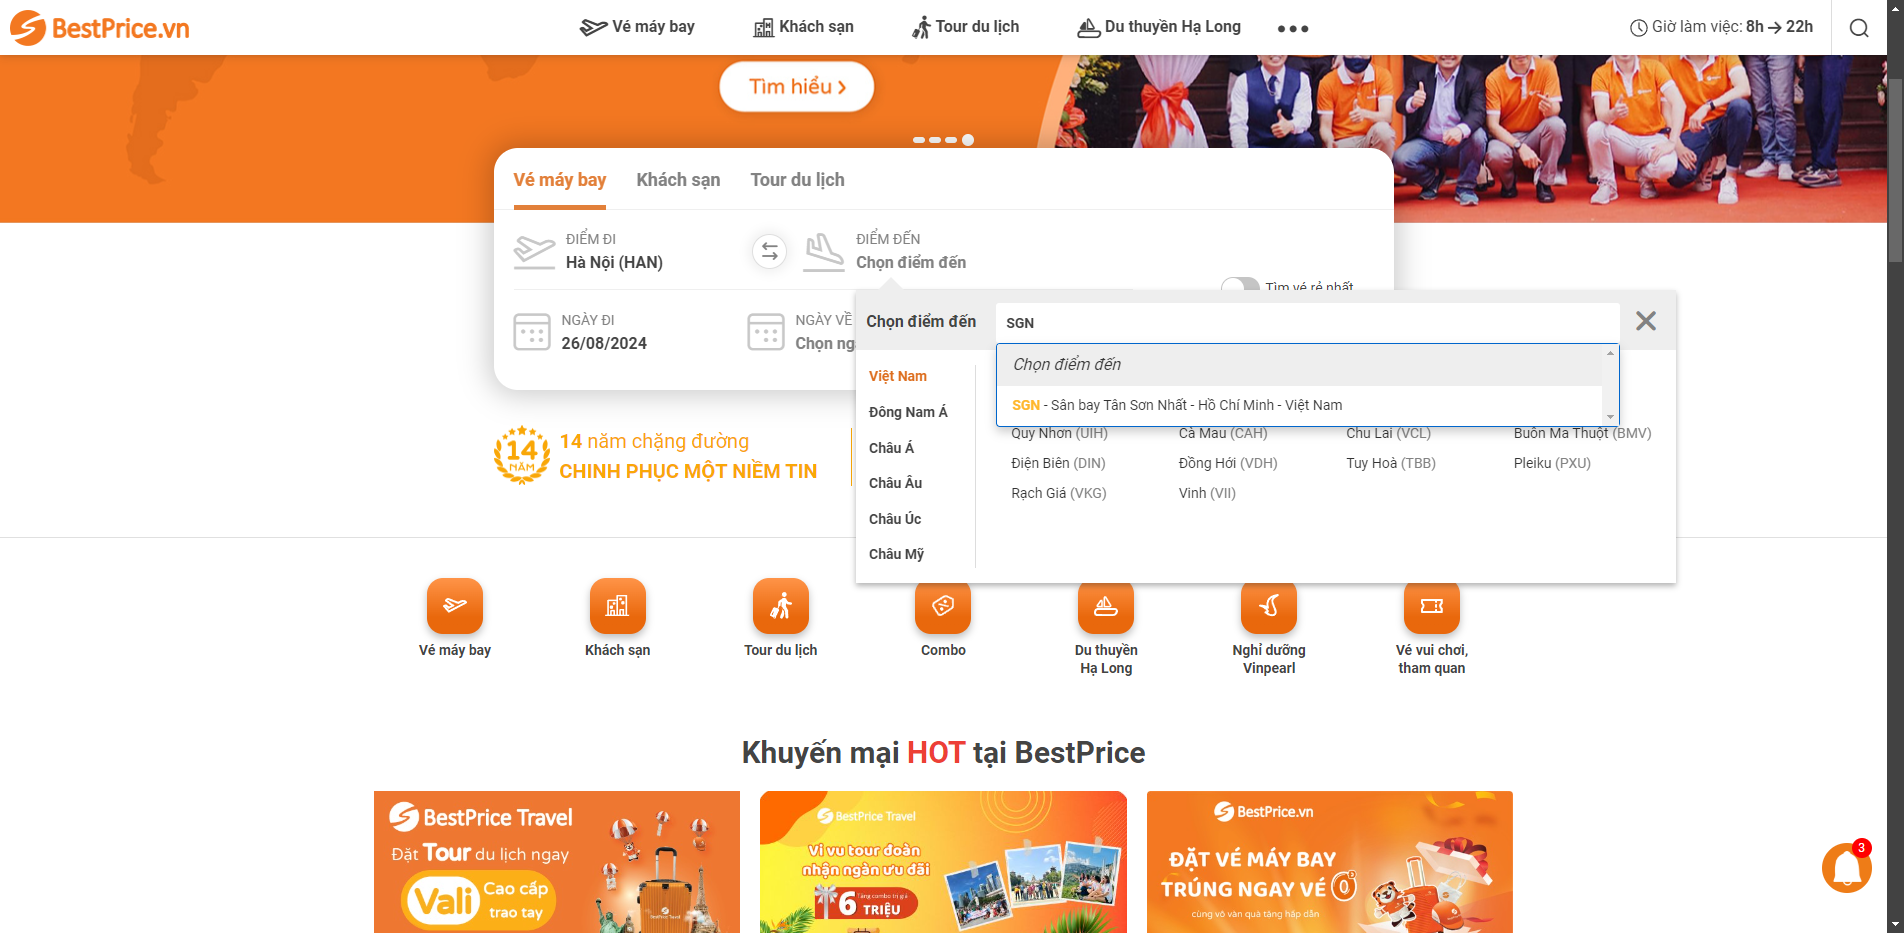 BestPrice.vn
Vé máy bay
Khách sạn
Tour du lịch
Du thuyền Hạ Long
Giờ làm việc: 8h → 22h
Tìm hiểu
Vé máy bay
Khách sạn
Tour du lịch
ĐIỂM ĐI
Hà Nội (HAN)
ĐIỂM ĐẾN
Chọn điểm đến
Tìm vé rẻ nhất
NGÀY ĐI
26/08/2024
NGÀY VỀ
Chọn ngà
Chọn điểm đến
SGN
Chọn điểm đến
SGN - Sân bay Tân Sơn Nhất - Hồ Chí Minh - Việt Nam
Việt Nam
Đông Nam Á
Châu Á
Châu Âu
Châu Úc
Châu Mỹ
Quy Nhơn (UIH)
Cà Mau (CAH)
Chu Lai (VCL)
Buôn Ma Thuột (BMV)
Điện Biên (DIN)
Đồng Hới (VDH)
Tuy Hoà (TBB)
Pleiku (PXU)
Rạch Giá (VKG)
Vinh (VII)
14
NĂM
14 năm chặng đường
CHINH PHỤC MỘT NIỀM TIN
Vé máy bay
Khách sạn
Tour du lịch
Combo
Du thuyền
Hạ Long
Nghỉ dưỡng
Vinpearl
Vé vui chơi,
tham quan
Khuyến mại HOT tại BestPrice
BestPrice Travel
Đặt Tour du lịch ngay
Vali Cao cấp
trao tay
BestPrice Travel
BestPrice Travel
Vi vu tour đoàn
nhận ngàn ưu đãi
Tặng combo trị giá
6 TRIỆU
BestPrice.vn
ĐẶT VÉ MÁY BAY
TRÚNG NGAY VÉ 0đ
cùng vô vàn quà tặng hấp dẫn
3